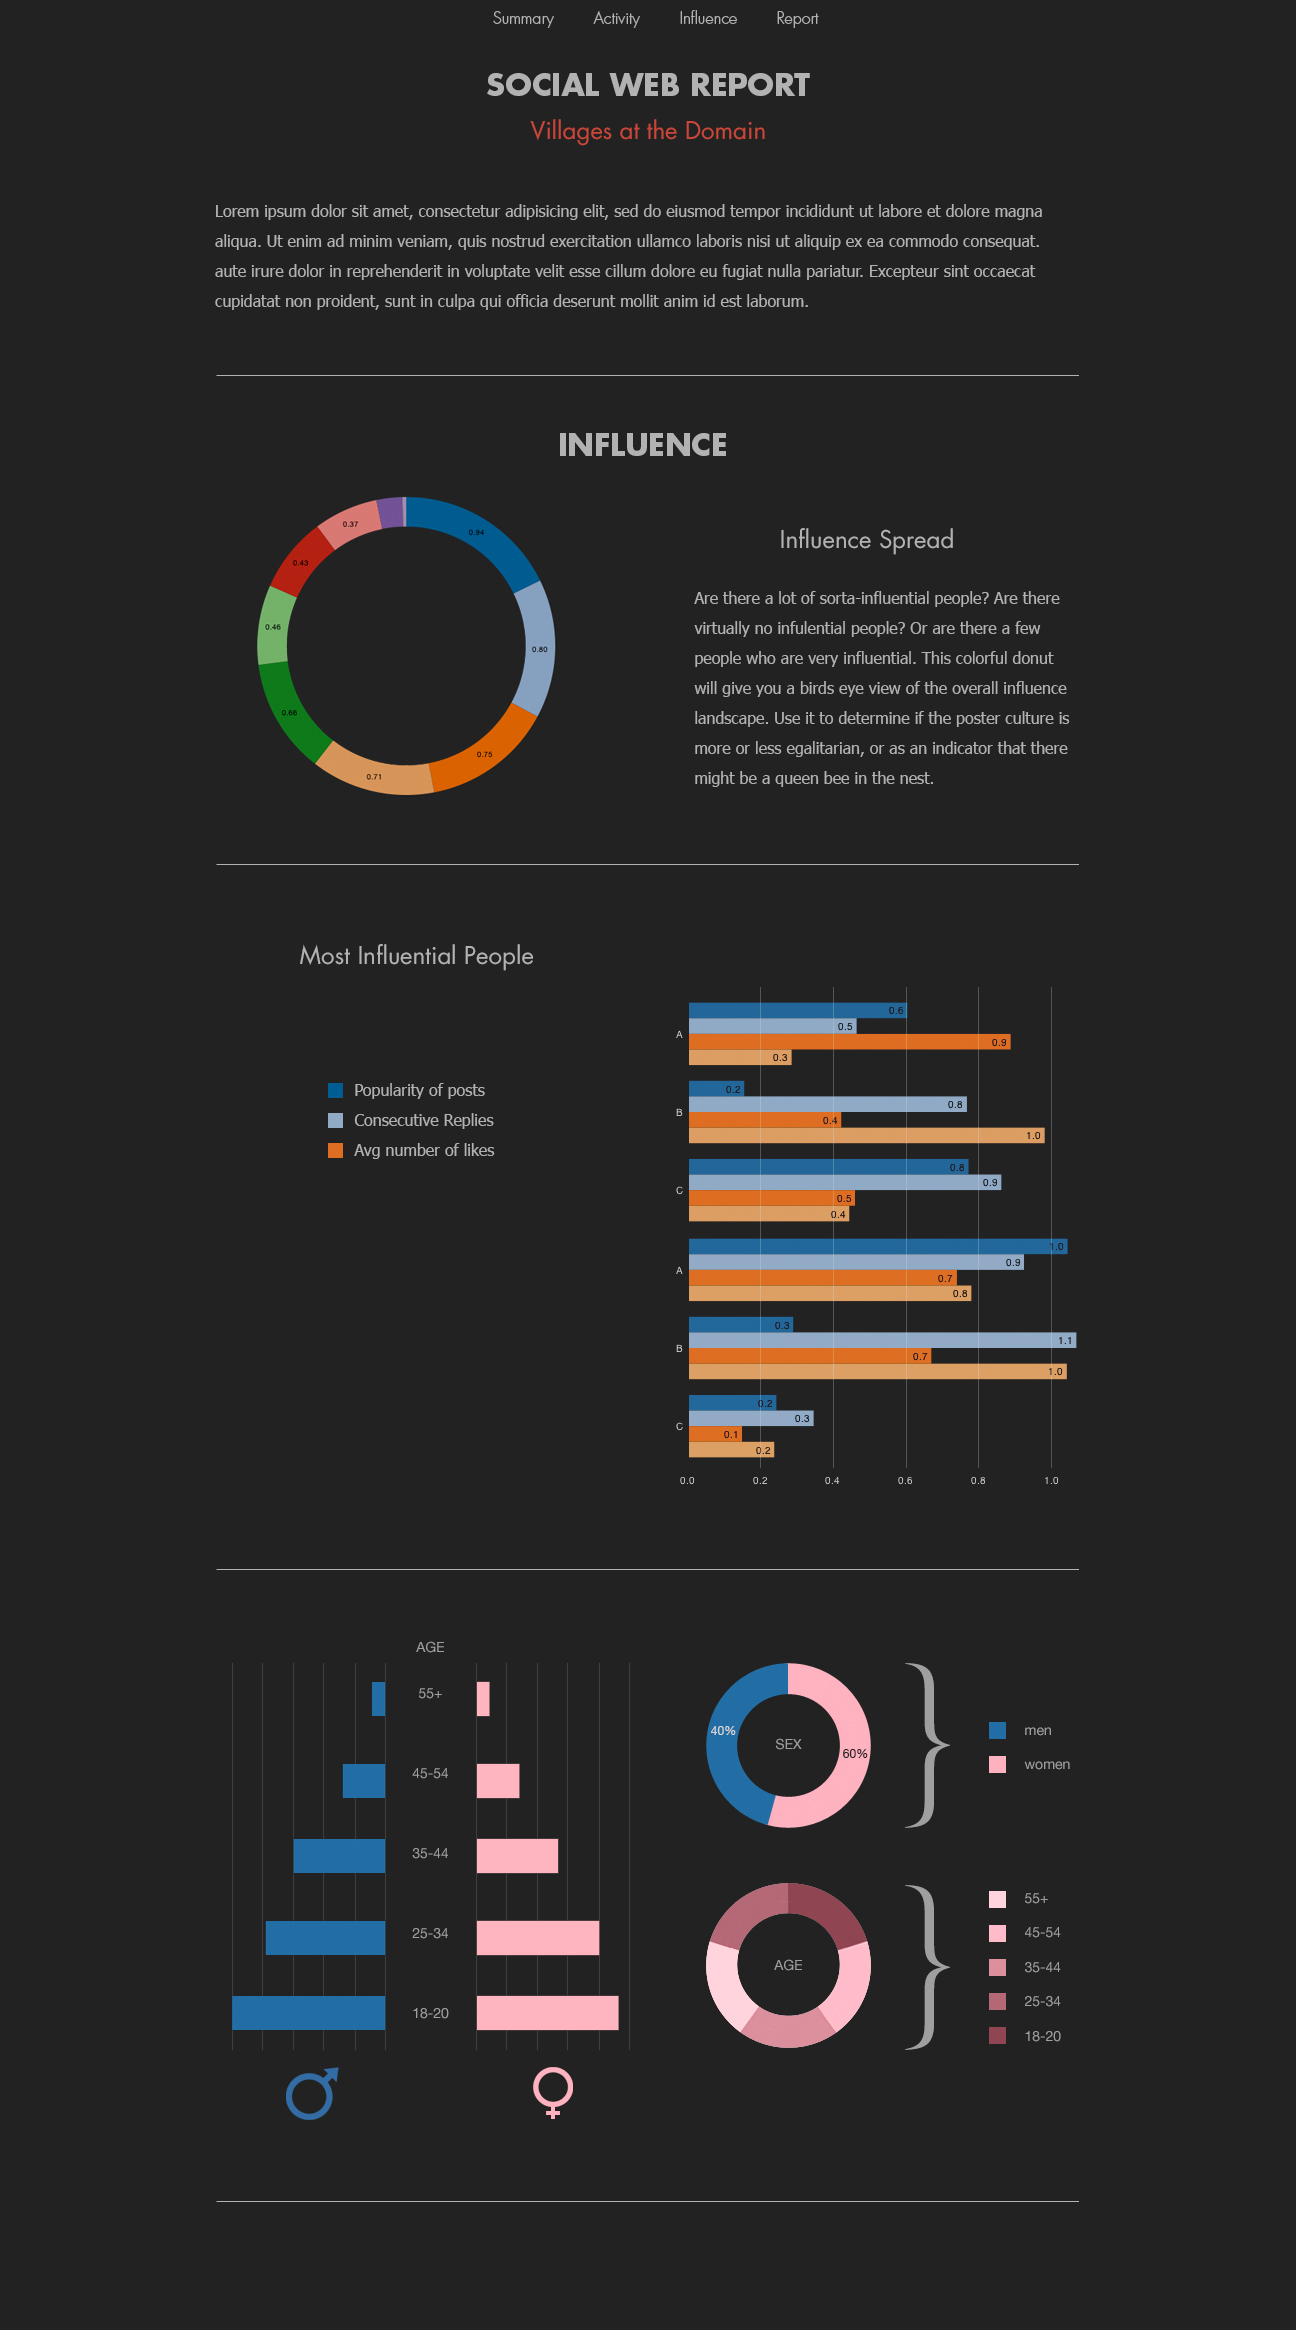 Summary Activity Influence Report
SOCIAL WEB REPORT
Villages at the Domain
Lorem ipsum dolor sit amet, consectetur adipisicing elit, sed do eiusmod tempor incididunt ut labore et dolore magna
aliqua. Ut enim ad minim veniam, quis nostrud exercitation ullamco laboris nisi ut aliquip ex ea commodo consequat.
aute irure dolor in reprehenderit in voluptate velit esse cillum dolore eu fugiat nulla pariatur. Excepteur sint occaecat
cupidatat non proident, sunt in culpa qui officia deserunt mollit anim id est laborum.
INFLUENCE
0.37
0.94
0.43
0.46
0.80
0.66
0.75
0.71
Influence Spread
Are there a lot of sorta-influential people? Are there
virtually no infulential people? Or are there a few
people who are very influential. This colorful donut
will give you a birds eye view of the overall influence
landscape. Use it to determine if the poster culture is
more or less egalitarian, or as an indicator that there
might be a queen bee in the nest.
Most Influential People
Popularity of posts
Consecutive Replies
Avg number of likes
0.6
0.5
A
0.9
0.3
0.2
0.8
B
0.4
1.0
0.8
0.9
C
0.5
0.4
1.0
0.9
A
0.7
0.8
0.3
1.1
B
0.7
1.0
0.2
0.3
C
0.1
0.2
0.0 0.2 0.4 0.6 0.8 1.0
AGE
55+
45-54
35-44
25-34
18-20
40%
SEX
60%
men
women
AGE
55+
45-54
35-44
25-34
18-20